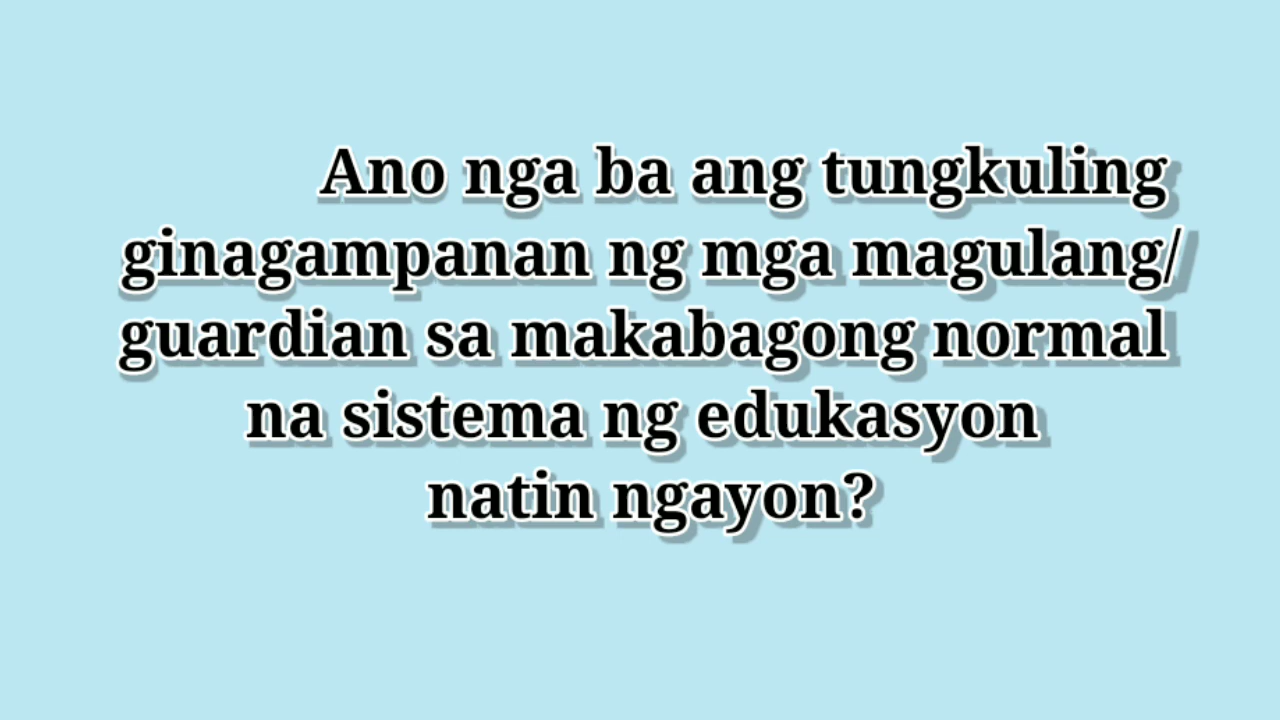 Ano nga ba ang tungkuling
ginagampanan ng mga magulang/
guardian sa makabagong normal
na sistema ng edukasyon
natin ngayon?